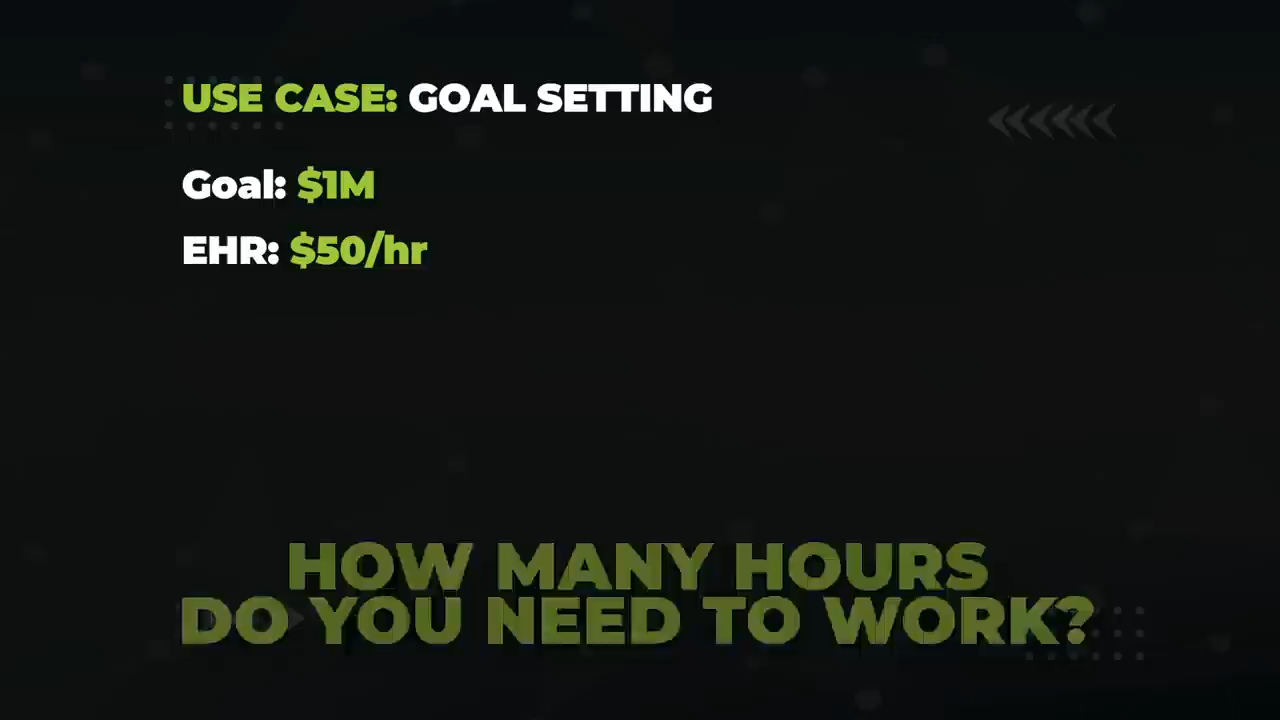 USE CASE: GOAL SETTING
Goal: $1M
EHR: $50/hr
HOW MANY HOURS
DO YOU NEED TO WORK?